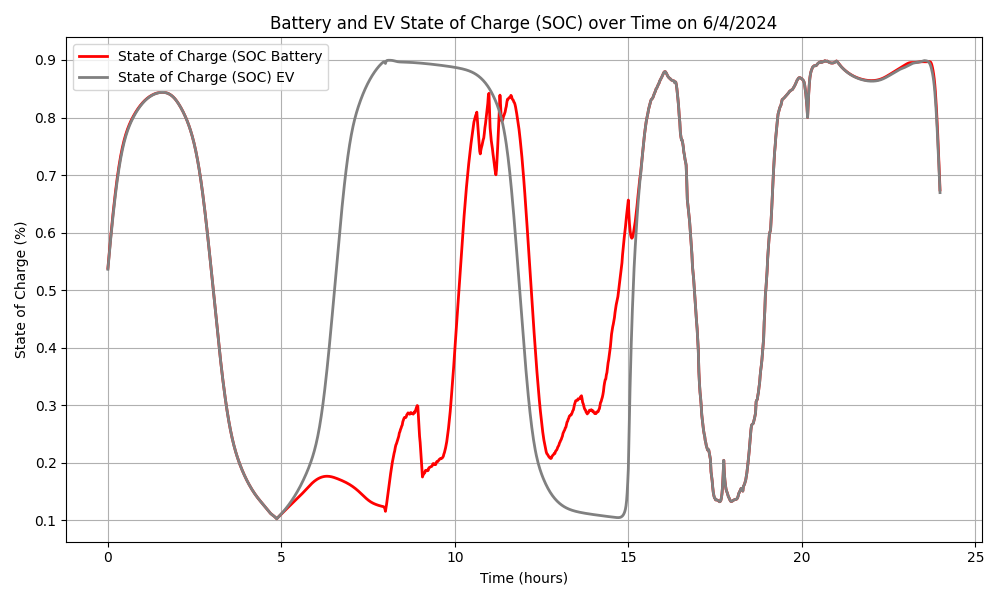 Battery and EV State of Charge (SOC) over Time on 6/4/2024
State of Charge (SOC Battery
State of Charge (SOC) EV
State of Charge (%)
0.9
0.8
0.7
0.6
0.5
0.4
0.3
0.2
0.1
0 5 10 15 20 25
Time (hours)